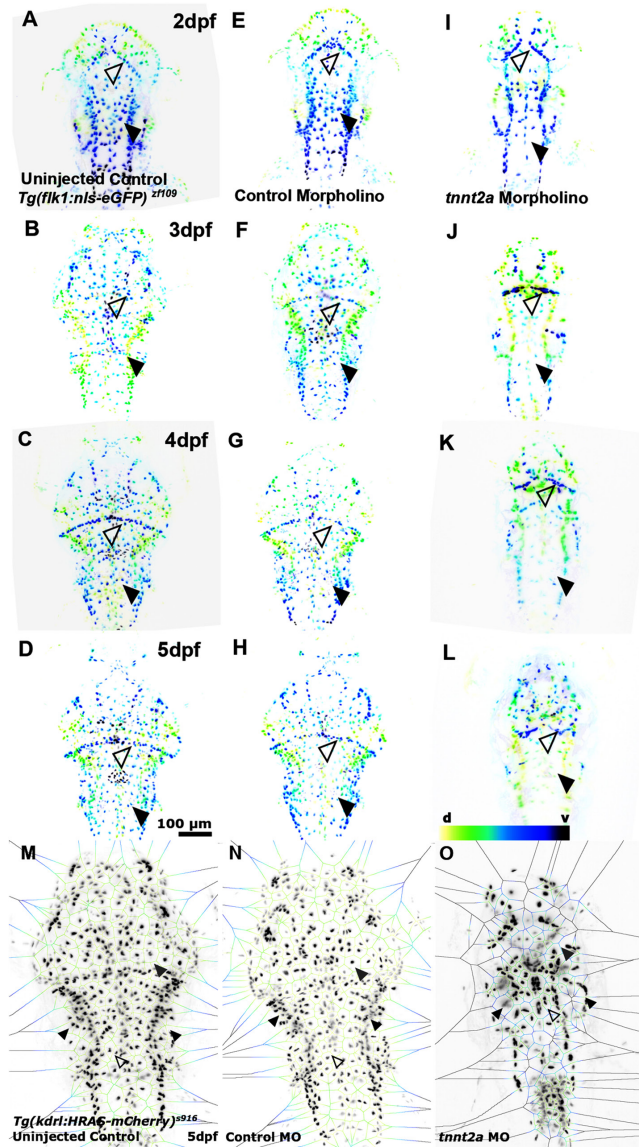 A 2dpf E I
Uninjected Control
Tg(flk1:nls-eGFP) zf109
Control Morpholino
tnnt2a Morpholino
B 3dpf F J
C 4dpf G K
D 5dpf H L
100 µm
d v
M N O
Tg(kdrl:HRAS-mCherry)s916
Uninjected Control 5dpf
Control MO
tnnt2a MO